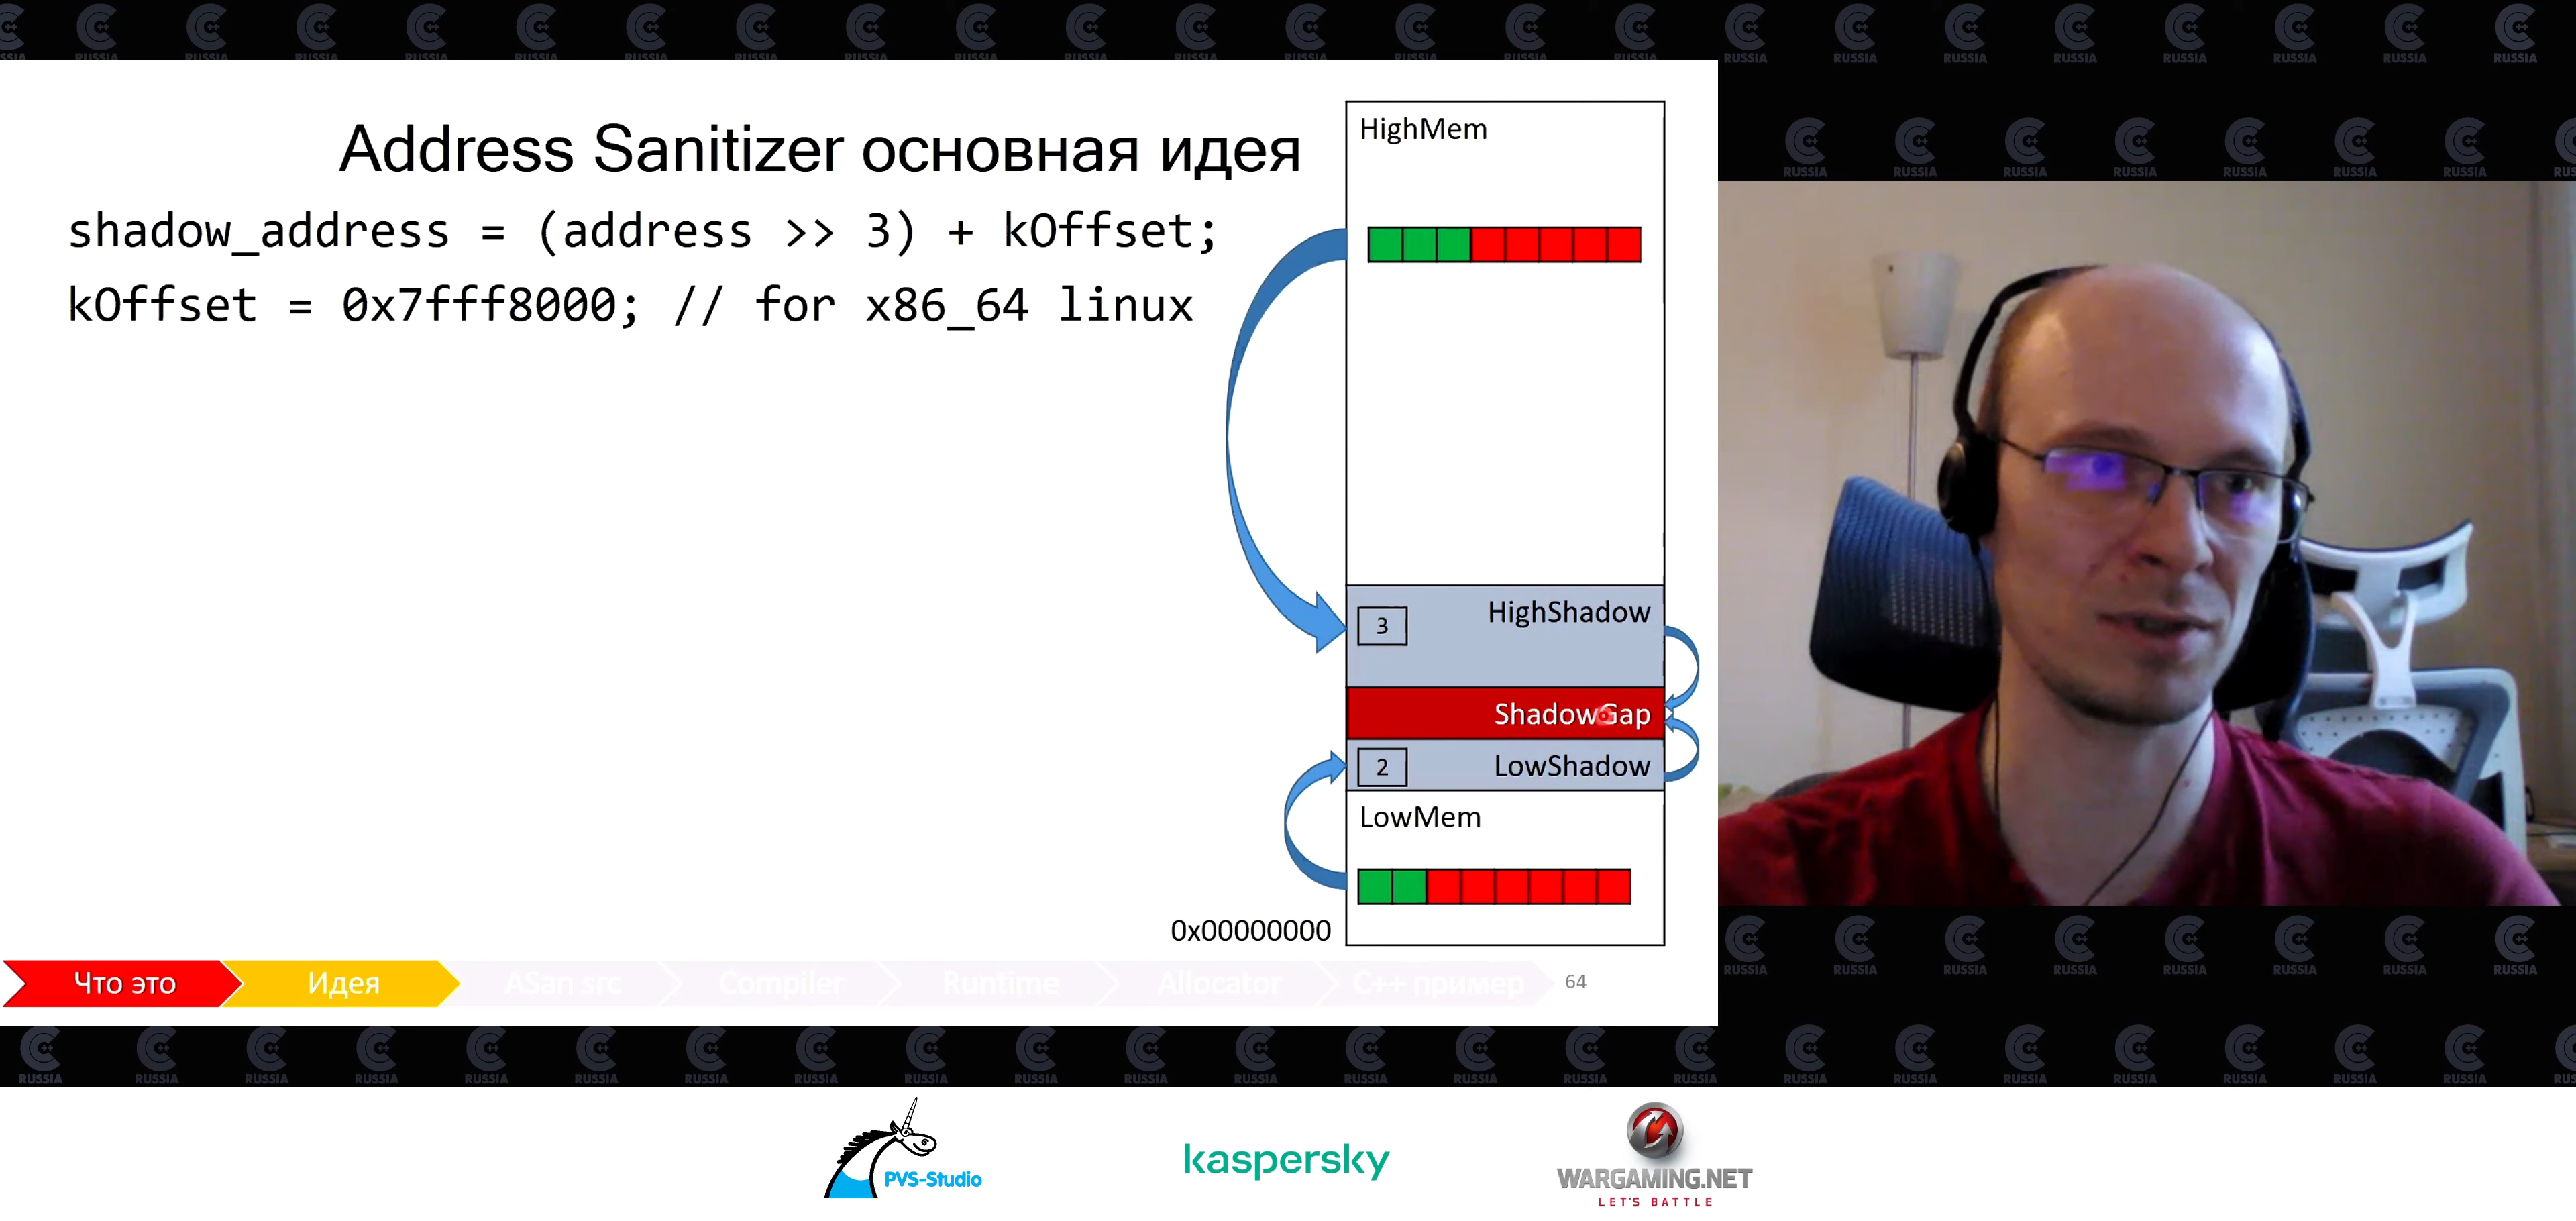 Address Sanitizer основная идея
shadow_address = (address >> 3) + kOffset;
kOffset = 0x7fff8000; // for x86_64 linux
HighMem
3
HighShadow
ShadowGap
2
LowShadow
LowMem
0x00000000
Что это
Идея
ASan src
Compiler
Runtime
Allocator
C++ пример
64
RUSSIA
PVS-Studio
kaspersky
WARGAMING.NET
LET'S BATTLE